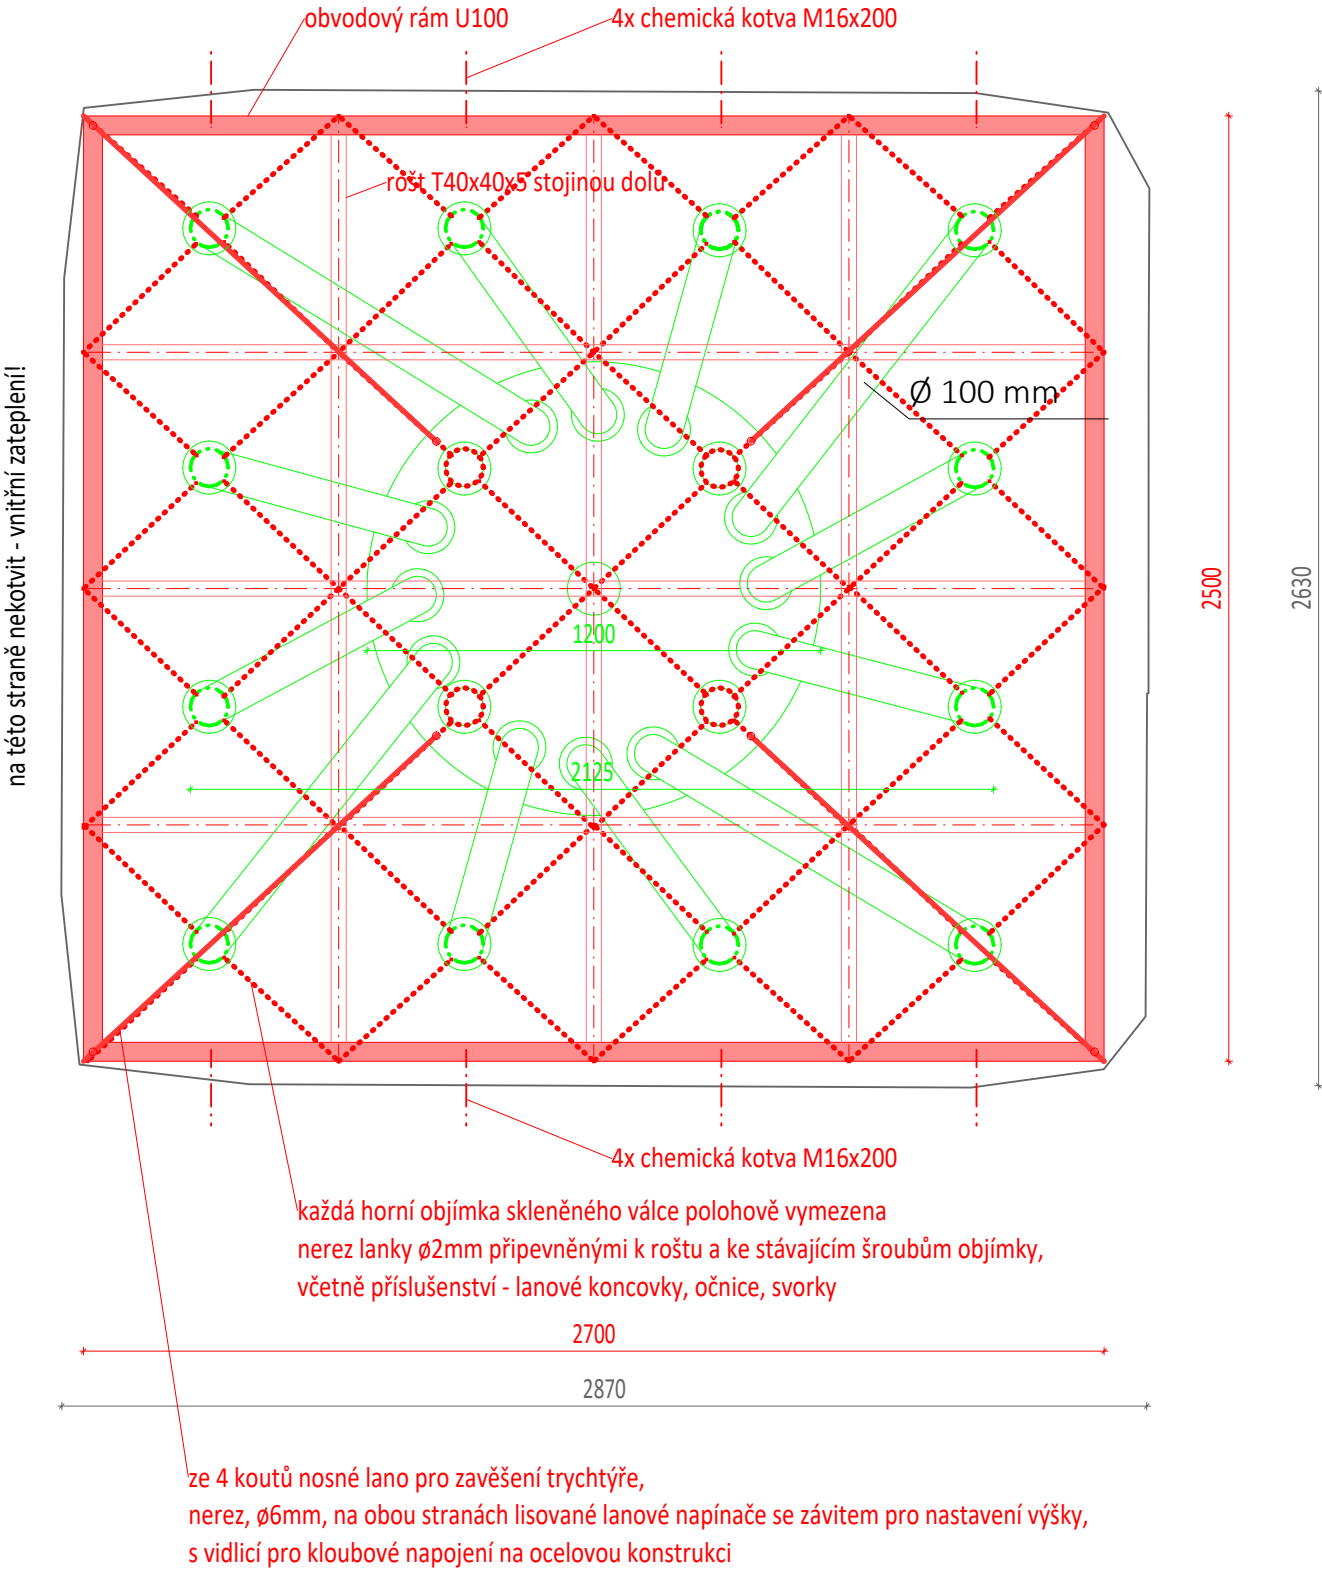 obvodový rám U100
4x chemická kotva M16x200
rošt T40x40x5 stojinou dolů
Ø 100 mm
na této straně nekotvit - vnitřní zateplení!
2500
2630
1200
2125
4x chemická kotva M16x200
každá horní objímka skleněného válce polohově vymezena
nerez lanky ø2mm připevněnými k roštu a ke stávajícím šroubům objímky,
včetně příslušenství - lanové koncovky, očnice, svorky
2700
2870
ze 4 koutů nosné lano pro zavěšení trychtýře,
nerez, ø6mm, na obou stranách lisované lanové napínače se závitem pro nastavení výšky,
s vidlicí pro kloubové napojení na ocelovou konstrukci